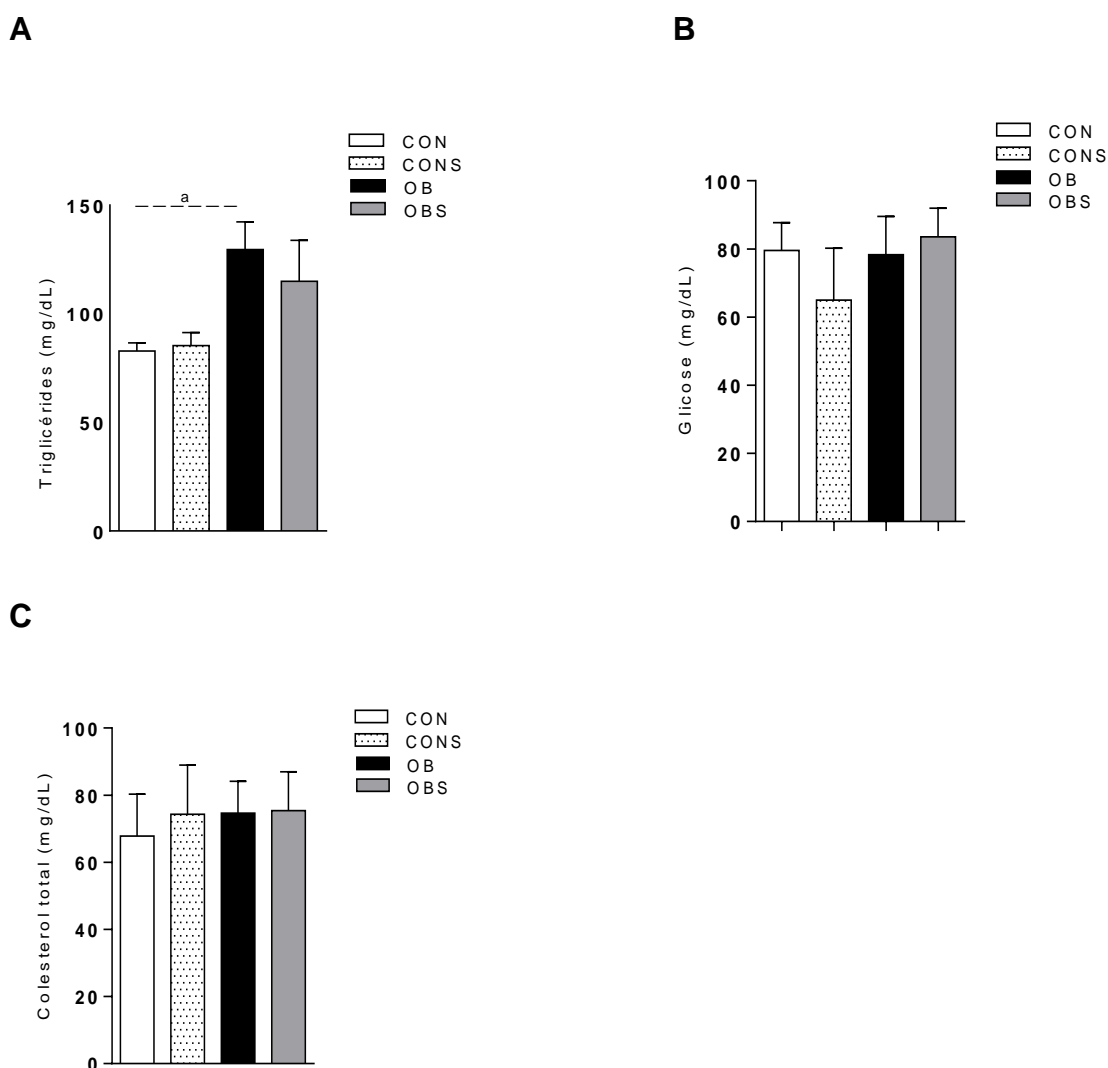 A
CON
CONS
OB
OBS
a
150
100
50
0
Triglicérides (mg/dL)
B
CON
CONS
OB
OBS
100
80
60
40
20
0
Glicose (mg/dL)
C
CON
CONS
OB
OBS
100
80
60
40
20
0
Colesterol total (mg/dL)